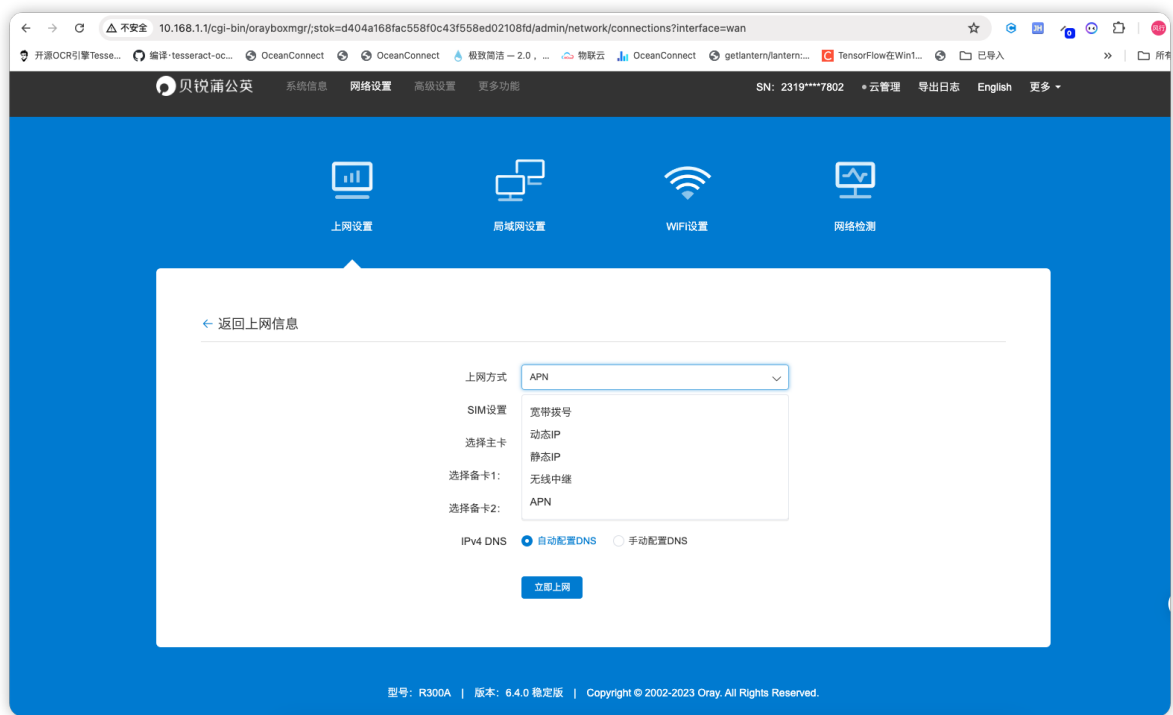 不安全 10.168.1.1/cgi-bin/orayboxmgr/;stok=d404a168fac558f0c43f558ed02108fd/admin/network/connections?interface=wan
开源OCR引擎Tesse... 编译·tesseract-oc... OceanConnect OceanConnect 极致简洁 — 2.0 , ... 物联云 OceanConnect getlantern/lantern:... TensorFlow在Win1... 已导入 » 所有
贝锐蒲公英 系统信息 网络设置 高级设置 更多功能 SN: 2319****7802 云管理 导出日志 English 更多
上网设置 局域网设置 WiFi设置 网络检测
← 返回上网信息
上网方式 APN
SIM设置 宽带拨号
动态IP
选择主卡
静态IP
选择备卡1: 无线中继
APN
选择备卡2:
IPv4 DNS 自动配置DNS 手动配置DNS
立即上网
型号: R300A | 版本: 6.4.0 稳定版 | Copyright © 2002-2023 Oray. All Rights Reserved.